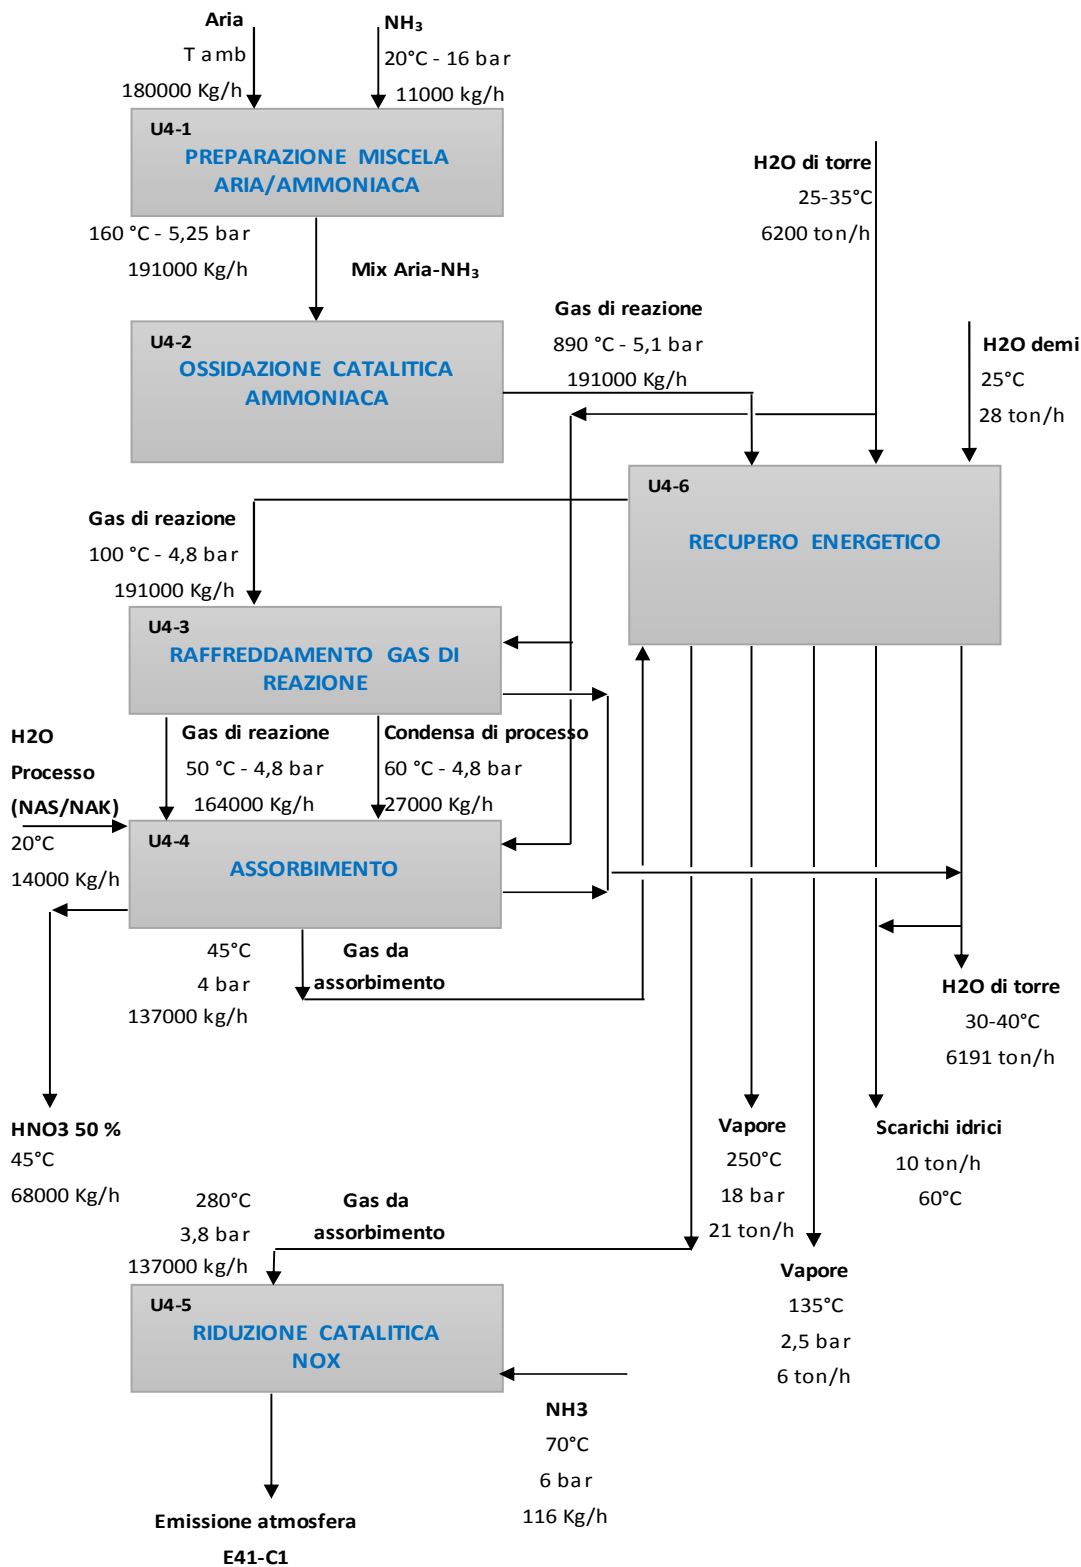 Aria
T amb
180000 Kg/h
NH₃
20°C - 16 bar
11000 kg/h
U4-1
PREPARAZIONE MISCELA
ARIA/AMMONIACA
H2O di torre
25-35°C
6200 ton/h
160 °C - 5,25 bar
191000 Kg/h
Mix Aria-NH₃
Gas di reazione
890 °C - 5,1 bar
191000 Kg/h
U4-2
OSSIDAZIONE CATALITICA
AMMONIACA
H2O demi
25°C
28 ton/h
U4-6
RECUPERO ENERGETICO
Gas di reazione
100 °C - 4,8 bar
191000 Kg/h
U4-3
RAFFREDDAMENTO GAS DI
REAZIONE
H2O
Processo
(NAS/NAK)
20°C
14000 Kg/h
Gas di reazione
50 °C - 4,8 bar
164000 Kg/h
Condensa di processo
60 °C - 4,8 bar
27000 Kg/h
U4-4
ASSORBIMENTO
45°C
4 bar
137000 kg/h
Gas da
assorbimento
H2O di torre
30-40°C
6191 ton/h
HNO3 50 %
45°C
68000 Kg/h
Vapore
250°C
18 bar
21 ton/h
Scarichi idrici
10 ton/h
60°C
280°C
3,8 bar
137000 kg/h
Gas da
assorbimento
Vapore
135°C
2,5 bar
6 ton/h
U4-5
RIDUZIONE CATALITICA
NOX
NH3
70°C
6 bar
116 Kg/h
Emissione atmosfera
E41-C1